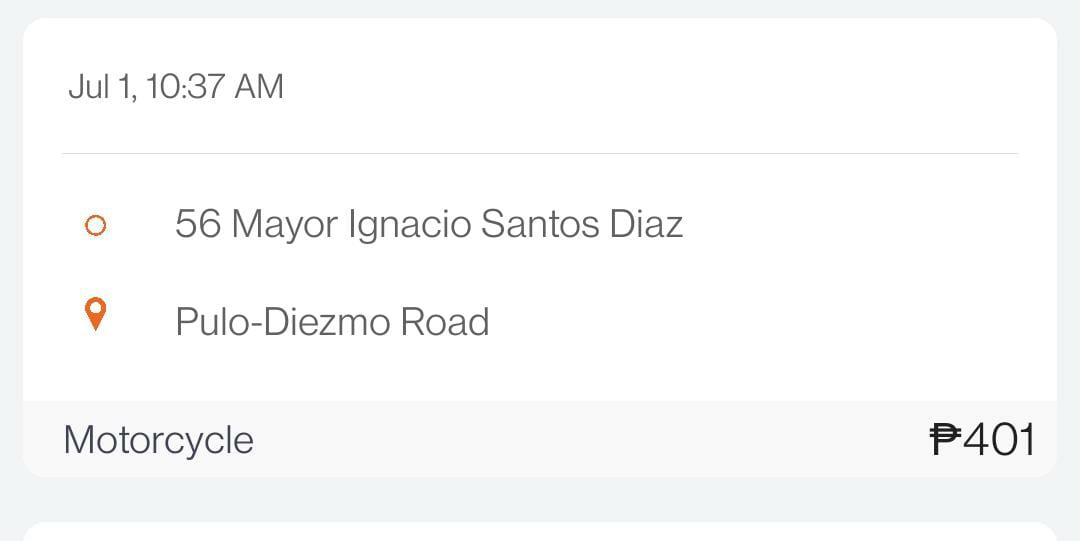 Jul 1, 10:37 AM
56 Mayor Ignacio Santos Diaz
Pulo-Diezmo Road
Motorcycle ₱401